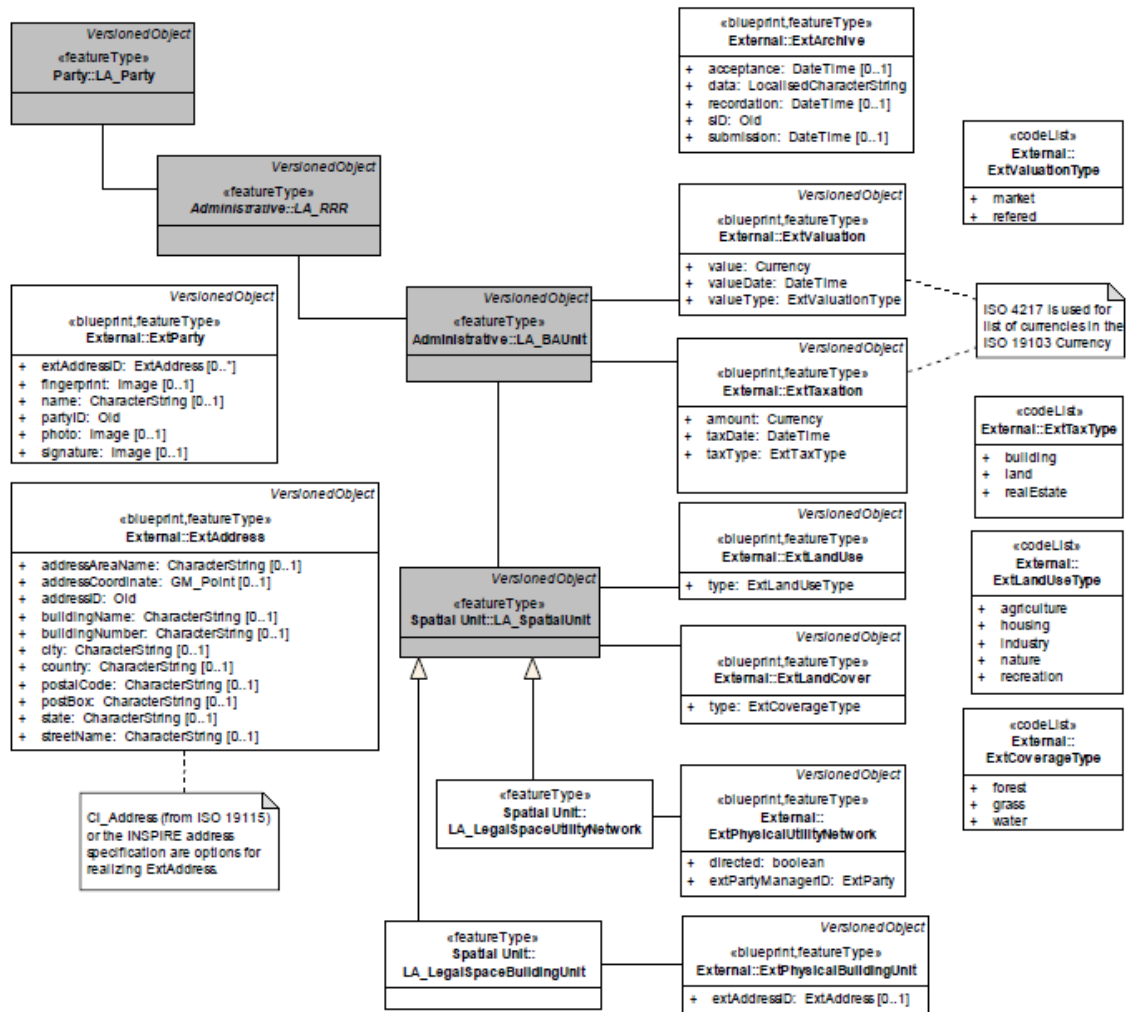 VersionedObject
«featureType»
Party::LA_Party
VersionedObject
«featureType»
Administrative::LA_RRR
VersionedObject
«featureType»
Administrative::LA_BAUnit
VersionedObject
«blueprint,featureType»
External::ExtParty
+ extAddressID: ExtAddress [0..*]
+ fingerprint: Image [0..1]
+ name: CharacterString [0..1]
+ partyID: Oid
+ photo: Image [0..1]
+ signature: Image [0..1]
VersionedObject
«blueprint,featureType»
External::ExtAddress
+ addressAreaName: CharacterString [0..1]
+ addressCoordinate: GM_Point [0..1]
+ addressID: Oid
+ buildingName: CharacterString [0..1]
+ buildingNumber: CharacterString [0..1]
+ city: CharacterString [0..1]
+ country: CharacterString [0..1]
+ postalCode: CharacterString [0..1]
+ postBox: CharacterString [0..1]
+ state: CharacterString [0..1]
+ streetName: CharacterString [0..1]
CI_Address (from ISO 19115)
or the INSPIRE address
specification are options for
realizing ExtAddress.
VersionedObject
«featureType»
Spatial Unit::LA_SpatialUnit
«featureType»
Spatial Unit::
LA_LegalSpaceUtilityNetwork
«featureType»
Spatial Unit::
LA_LegalSpaceBuildingUnit
«blueprint,featureType»
External::ExtArchive
+ acceptance: DateTime [0..1]
+ data: LocalisedCharacterString
+ recordation: DateTime [0..1]
+ sID: Oid
+ submission: DateTime [0..1]
VersionedObject
«blueprint,featureType»
External::ExtValuation
+ value: Currency
+ valueDate: DateTime
+ valueType: ExtValuationType
VersionedObject
«blueprint,featureType»
External::ExtTaxation
+ amount: Currency
+ taxDate: DateTime
+ taxType: ExtTaxType
VersionedObject
«blueprint,featureType»
External::ExtLandUse
+ type: ExtLandUseType
VersionedObject
«blueprint,featureType»
External::ExtLandCover
+ type: ExtCoverageType
VersionedObject
«blueprint,featureType»
External::
ExtPhysicalUtilityNetwork
+ directed: boolean
+ extPartyManagerID: ExtParty
VersionedObject
«blueprint,featureType»
External::ExtPhysicalBuildingUnit
+ extAddressID: ExtAddress [0..1]
«codeList»
External::
ExtValuationType
+ market
+ refered
ISO 4217 is used for
list of currencies in the
ISO 19103 Currency
«codeList»
External::ExtTaxType
+ building
+ land
+ realEstate
«codeList»
External::
ExtLandUseType
+ agriculture
+ housing
+ industry
+ nature
+ recreation
«codeList»
External::
ExtCoverageType
+ forest
+ grass
+ water